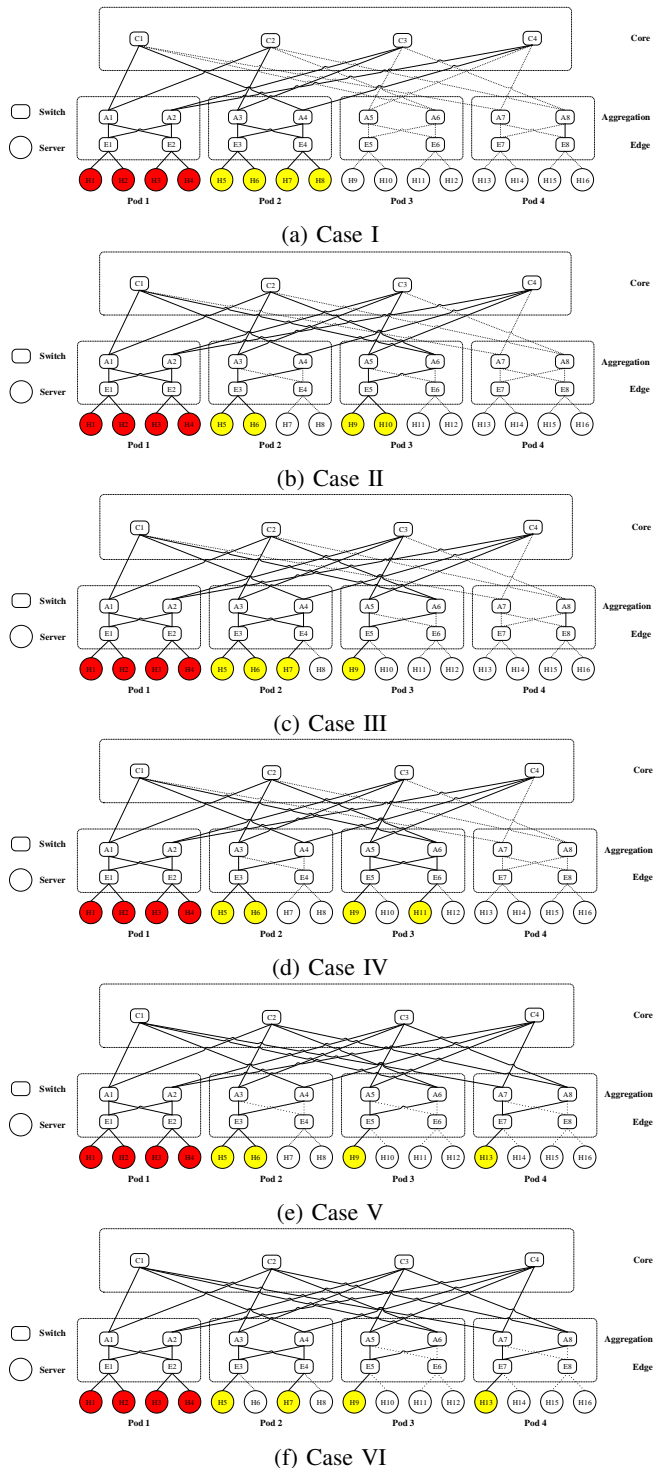 C1 C2 C3 C4 Core
Switch A1 A2 A3 A4 A5 A6 A7 A8 Aggregation
Server E1 E2 E3 E4 E5 E6 E7 E8 Edge
H1 H2 H3 H4 H5 H6 H7 H8 H9 H10 H11 H12 H13 H14 H15 H16
Pod 1 Pod 2 Pod 3 Pod 4
(a) Case I
C1 C2 C3 C4 Core
Switch A1 A2 A3 A4 A5 A6 A7 A8 Aggregation
Server E1 E2 E3 E4 E5 E6 E7 E8 Edge
H1 H2 H3 H4 H5 H6 H7 H8 H9 H10 H11 H12 H13 H14 H15 H16
Pod 1 Pod 2 Pod 3 Pod 4
(b) Case II
C1 C2 C3 C4 Core
Switch A1 A2 A3 A4 A5 A6 A7 A8 Aggregation
Server E1 E2 E3 E4 E5 E6 E7 E8 Edge
H1 H2 H3 H4 H5 H6 H7 H8 H9 H10 H11 H12 H13 H14 H15 H16
Pod 1 Pod 2 Pod 3 Pod 4
(c) Case III
C1 C2 C3 C4 Core
Switch A1 A2 A3 A4 A5 A6 A7 A8 Aggregation
Server E1 E2 E3 E4 E5 E6 E7 E8 Edge
H1 H2 H3 H4 H5 H6 H7 H8 H9 H10 H11 H12 H13 H14 H15 H16
Pod 1 Pod 2 Pod 3 Pod 4
(d) Case IV
C1 C2 C3 C4 Core
Switch A1 A2 A3 A4 A5 A6 A7 A8 Aggregation
Server E1 E2 E3 E4 E5 E6 E7 E8 Edge
H1 H2 H3 H4 H5 H6 H7 H8 H9 H10 H11 H12 H13 H14 H15 H16
Pod 1 Pod 2 Pod 3 Pod 4
(e) Case V
C1 C2 C3 C4 Core
Switch A1 A2 A3 A4 A5 A6 A7 A8 Aggregation
Server E1 E2 E3 E4 E5 E6 E7 E8 Edge
H1 H2 H3 H4 H5 H6 H7 H8 H9 H10 H11 H12 H13 H14 H15 H16
Pod 1 Pod 2 Pod 3 Pod 4
(f) Case VI